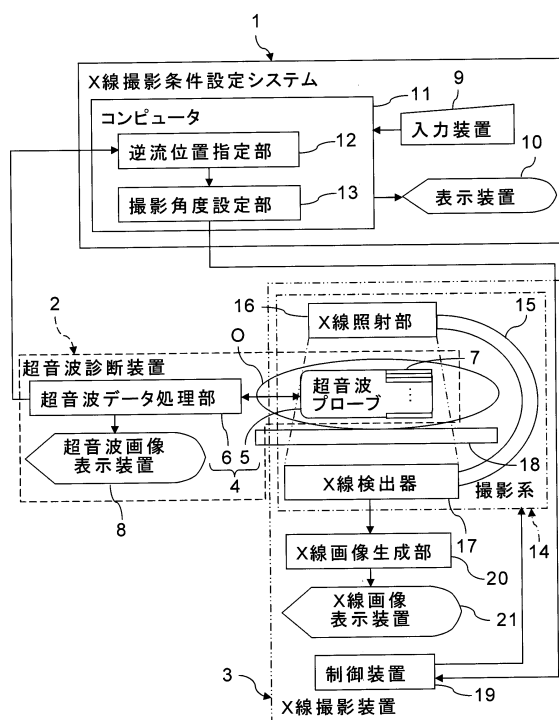 1
X線撮影条件設定システム
コンピュータ
11
9
入力装置
逆流位置指定部
12
10
表示装置
撮影角度設定部
13
2
16
X線照射部
15
超音波診断装置
O
7
超音波データ処理部
超音波
プローブ
超音波画像
表示装置
6
5
4
18
8
X線検出器
撮影系
17
14
X線画像生成部
20
X線画像
表示装置
21
制御装置
3
19
X線撮影装置